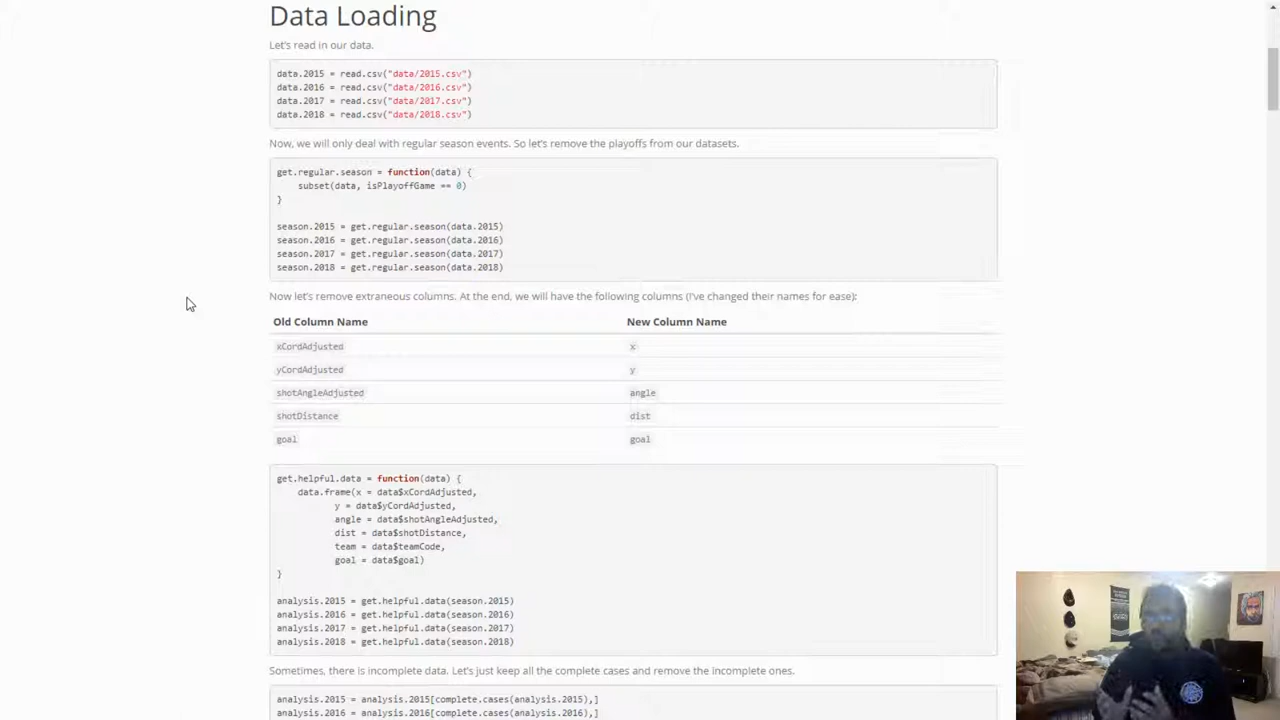 Data Loading
Let's read in our data.
data.2015 = read.csv("data/2015.csv")
data.2016 = read.csv("data/2016.csv")
data.2017 = read.csv("data/2017.csv")
data.2018 = read.csv("data/2018.csv")
Now, we will only deal with regular season events. So let's remove the playoffs from our datasets.
get.regular.season = function(data) {
subset(data, isPlayoffGame == 0)
}
season.2015 = get.regular.season(data.2015)
season.2016 = get.regular.season(data.2016)
season.2017 = get.regular.season(data.2017)
season.2018 = get.regular.season(data.2018)
Now let's remove extraneous columns. At the end, we will have the following columns (I've changed their names for ease):
Old Column Name New Column Name
xCordAdjusted x
yCordAdjusted y
shotAngleAdjusted angle
shotDistance dist
goal goal
get.helpful.data = function(data) {
data.frame(x = data$xCordAdjusted,
y = data$yCordAdjusted,
angle = data$shotAngleAdjusted,
dist = data$shotDistance,
team = data$teamCode,
goal = data$goal)
}
analysis.2015 = get.helpful.data(season.2015)
analysis.2016 = get.helpful.data(season.2016)
analysis.2017 = get.helpful.data(season.2017)
analysis.2018 = get.helpful.data(season.2018)
Sometimes, there is incomplete data. Let's just keep all the complete cases and remove the incomplete ones.
analysis.2015 = analysis.2015[complete.cases(analysis.2015),]
analysis.2016 = analysis.2016[complete.cases(analysis.2016),]